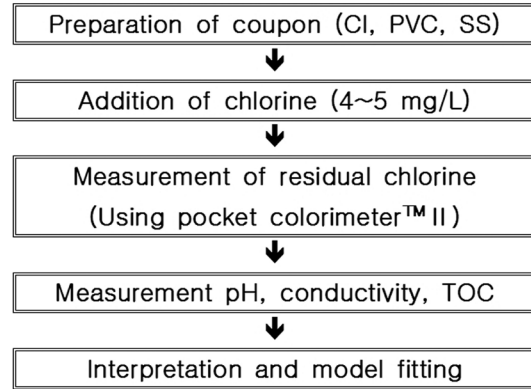 Preparation of coupon (CI, PVC, SS)
Addition of chlorine (4~5 mg/L)
Measurement of residual chlorine
(Using pocket colorimeter™ II)
Measurement pH, conductivity, TOC
Interpretation and model fitting